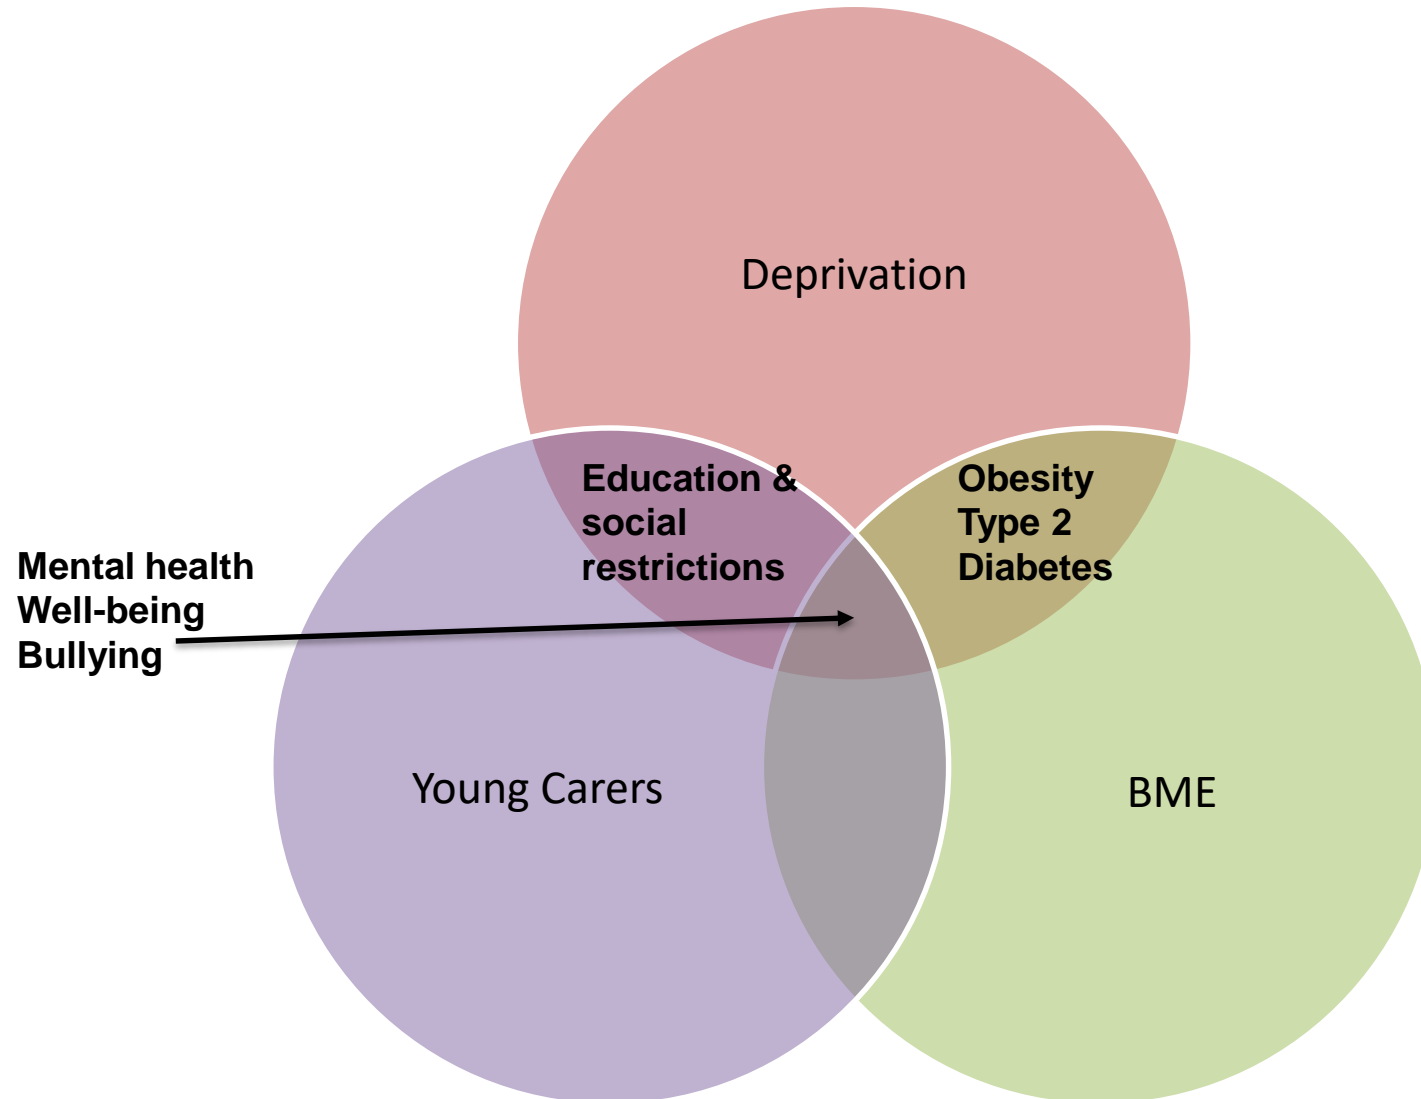 Deprivation
Education &
social
restrictions
Obesity
Type 2
Diabetes
Mental health
Well-being
Bullying
Young Carers
BME